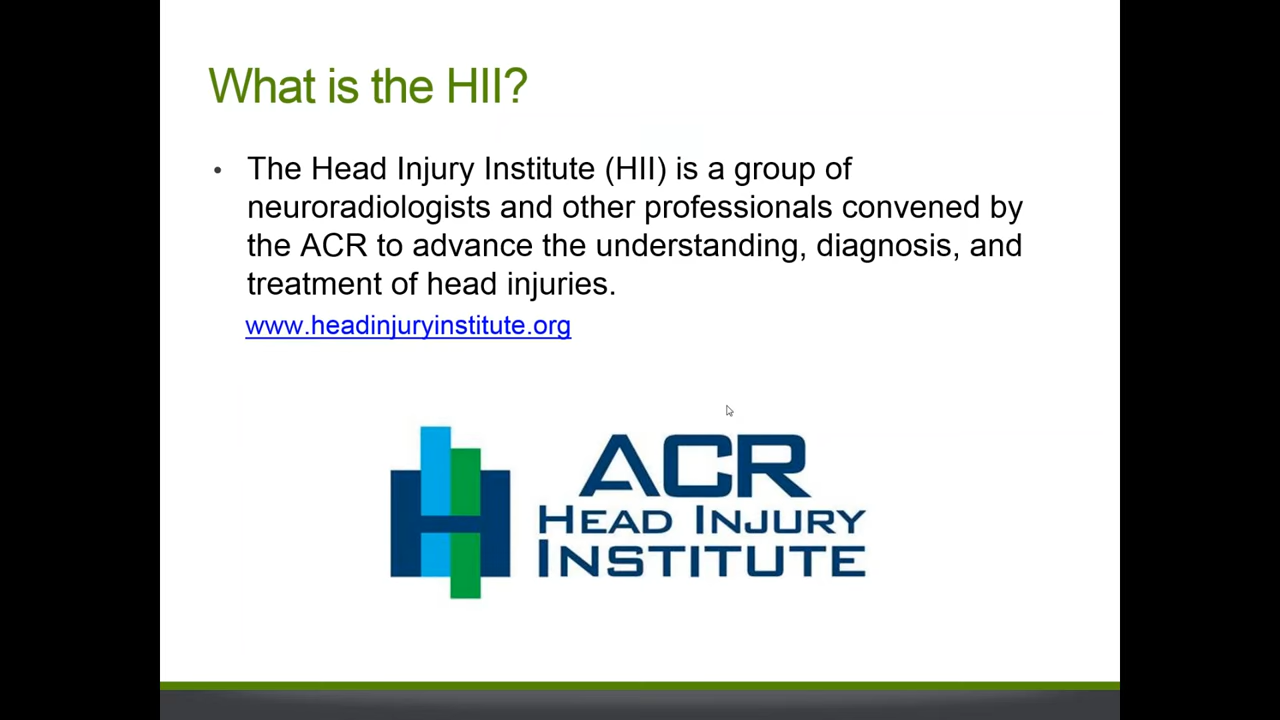 What is the HII?
• The Head Injury Institute (HII) is a group of
neuroradiologists and other professionals convened by
the ACR to advance the understanding, diagnosis, and
treatment of head injuries.
www.headinjuryinstitute.org
ACR
HEAD INJURY
INSTITUTE